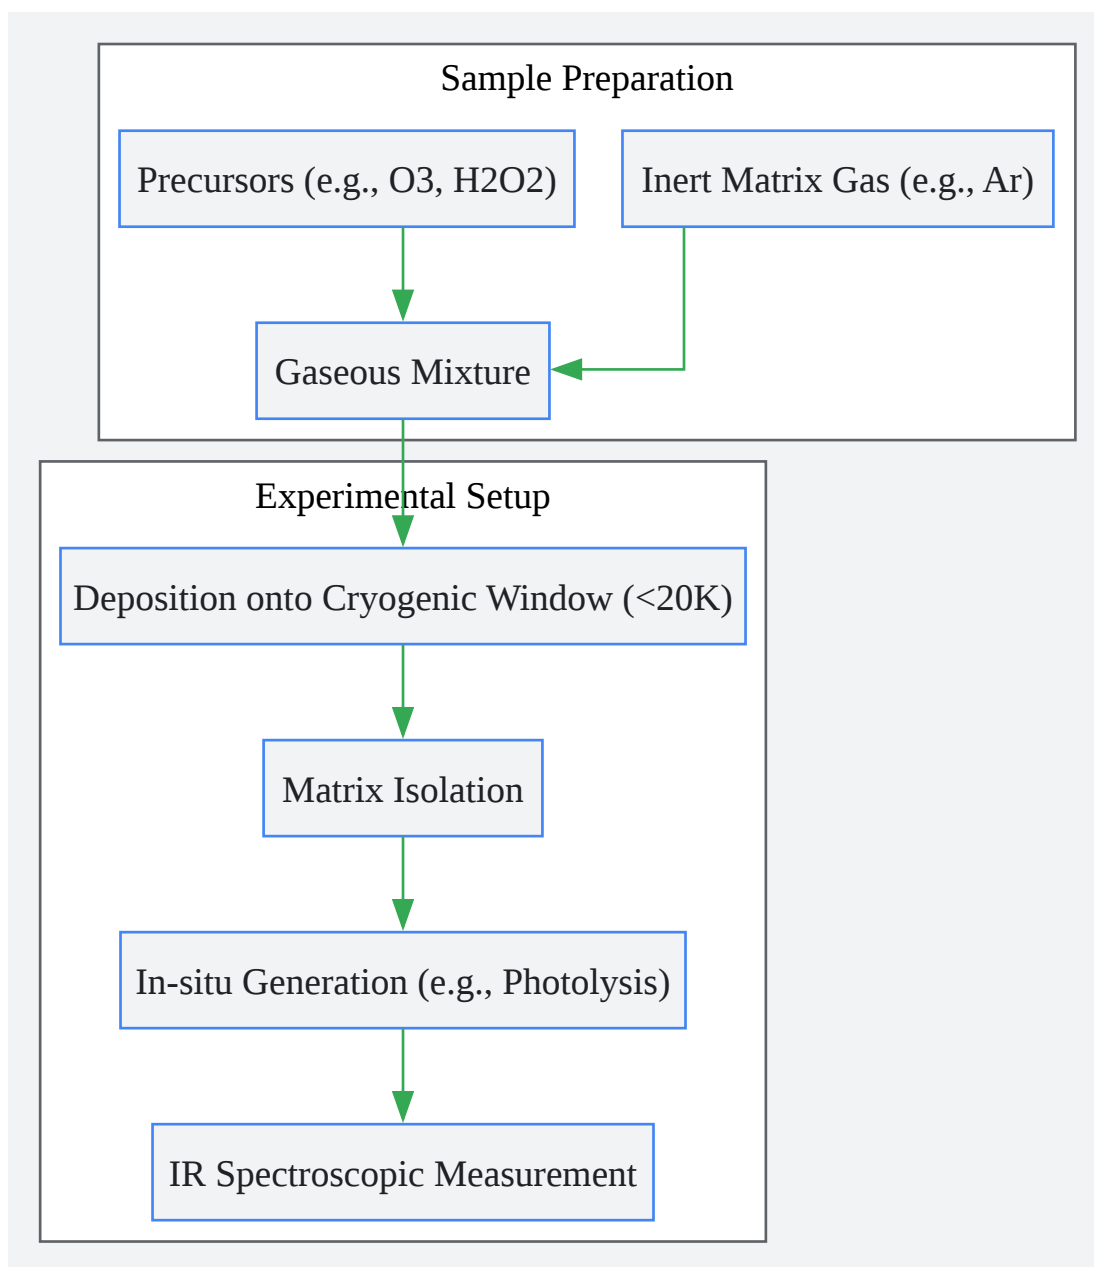 Sample Preparation
Precursors (e.g., O3, H2O2)
Inert Matrix Gas (e.g., Ar)
Gaseous Mixture
Experimental Setup
Deposition onto Cryogenic Window (<20K)
Matrix Isolation
In-situ Generation (e.g., Photolysis)
IR Spectroscopic Measurement